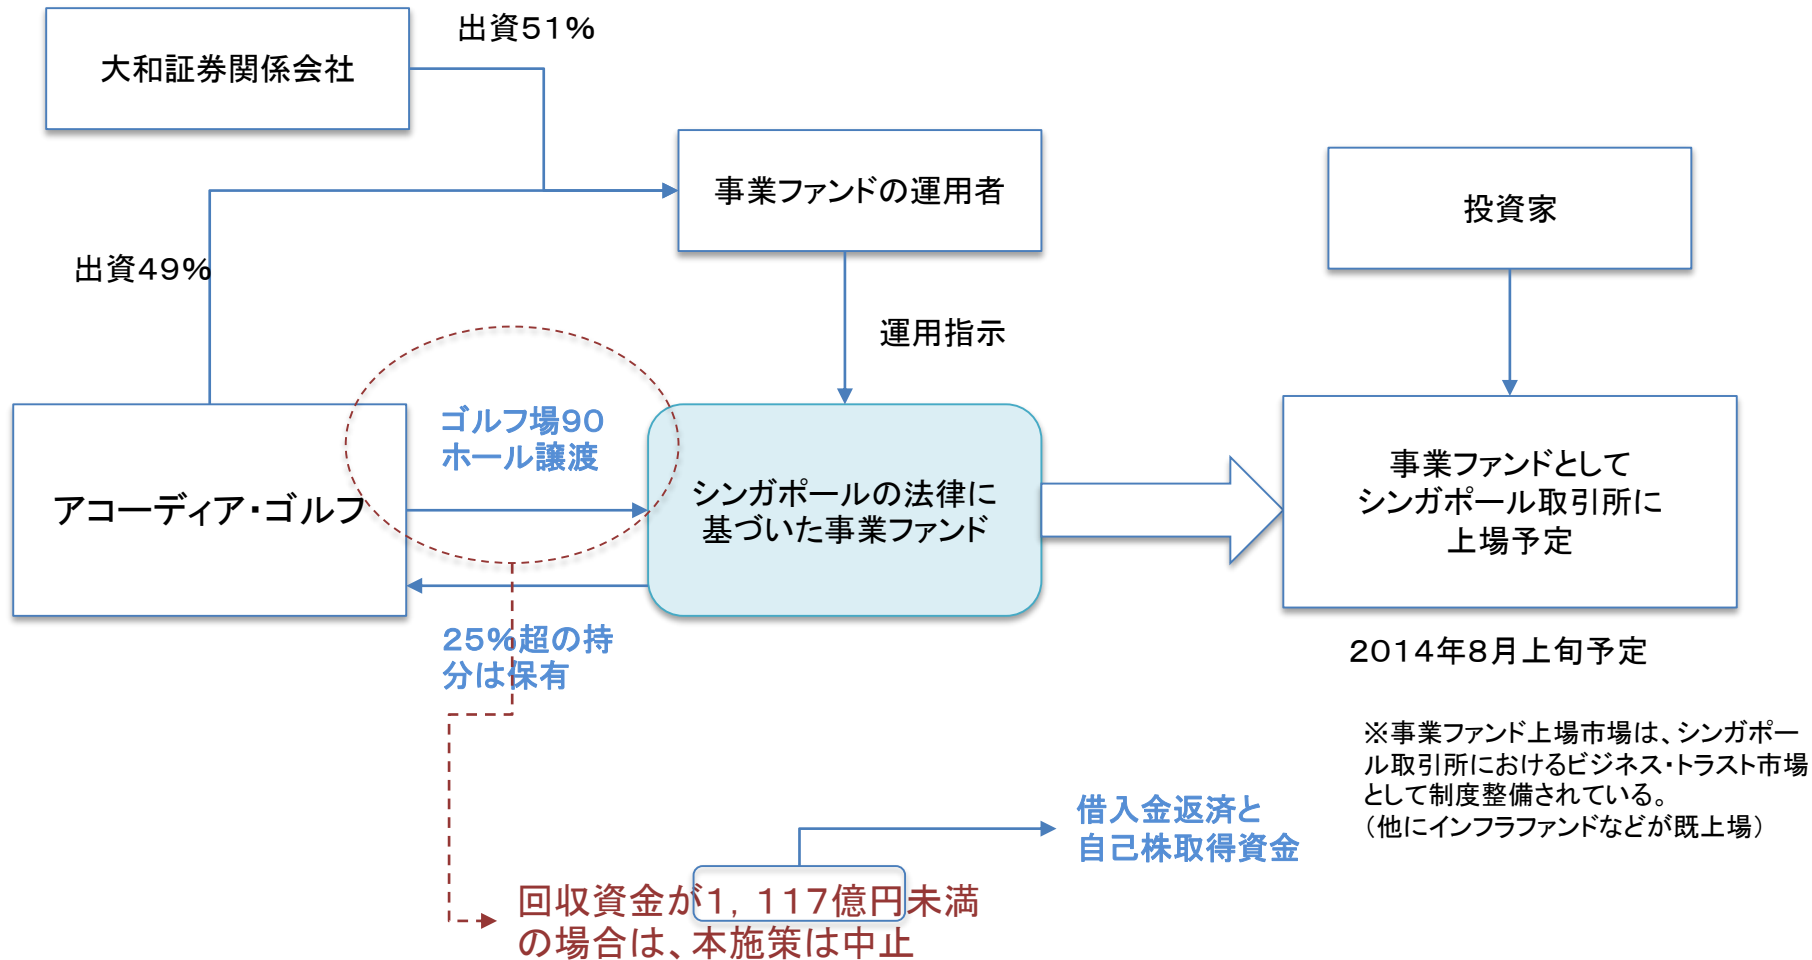 出資51%
大和証券関係会社
事業ファンドの運用者
投資家
出資49%
運用指示
ゴルフ場90
ホール譲渡
アコーディア・ゴルフ
シンガポールの法律に
基づいた事業ファンド
事業ファンドとして
シンガポール取引所に
上場予定
25%超の持
分は保有
2014年8月上旬予定
※事業ファンド上場市場は、シンガポー
ル取引所におけるビジネス・トラスト市場
として制度整備されている。
(他にインフラファンドなどが既上場)
借入金返済と
自己株取得資金
回収資金が1,117億円未満
の場合は、本施策は中止